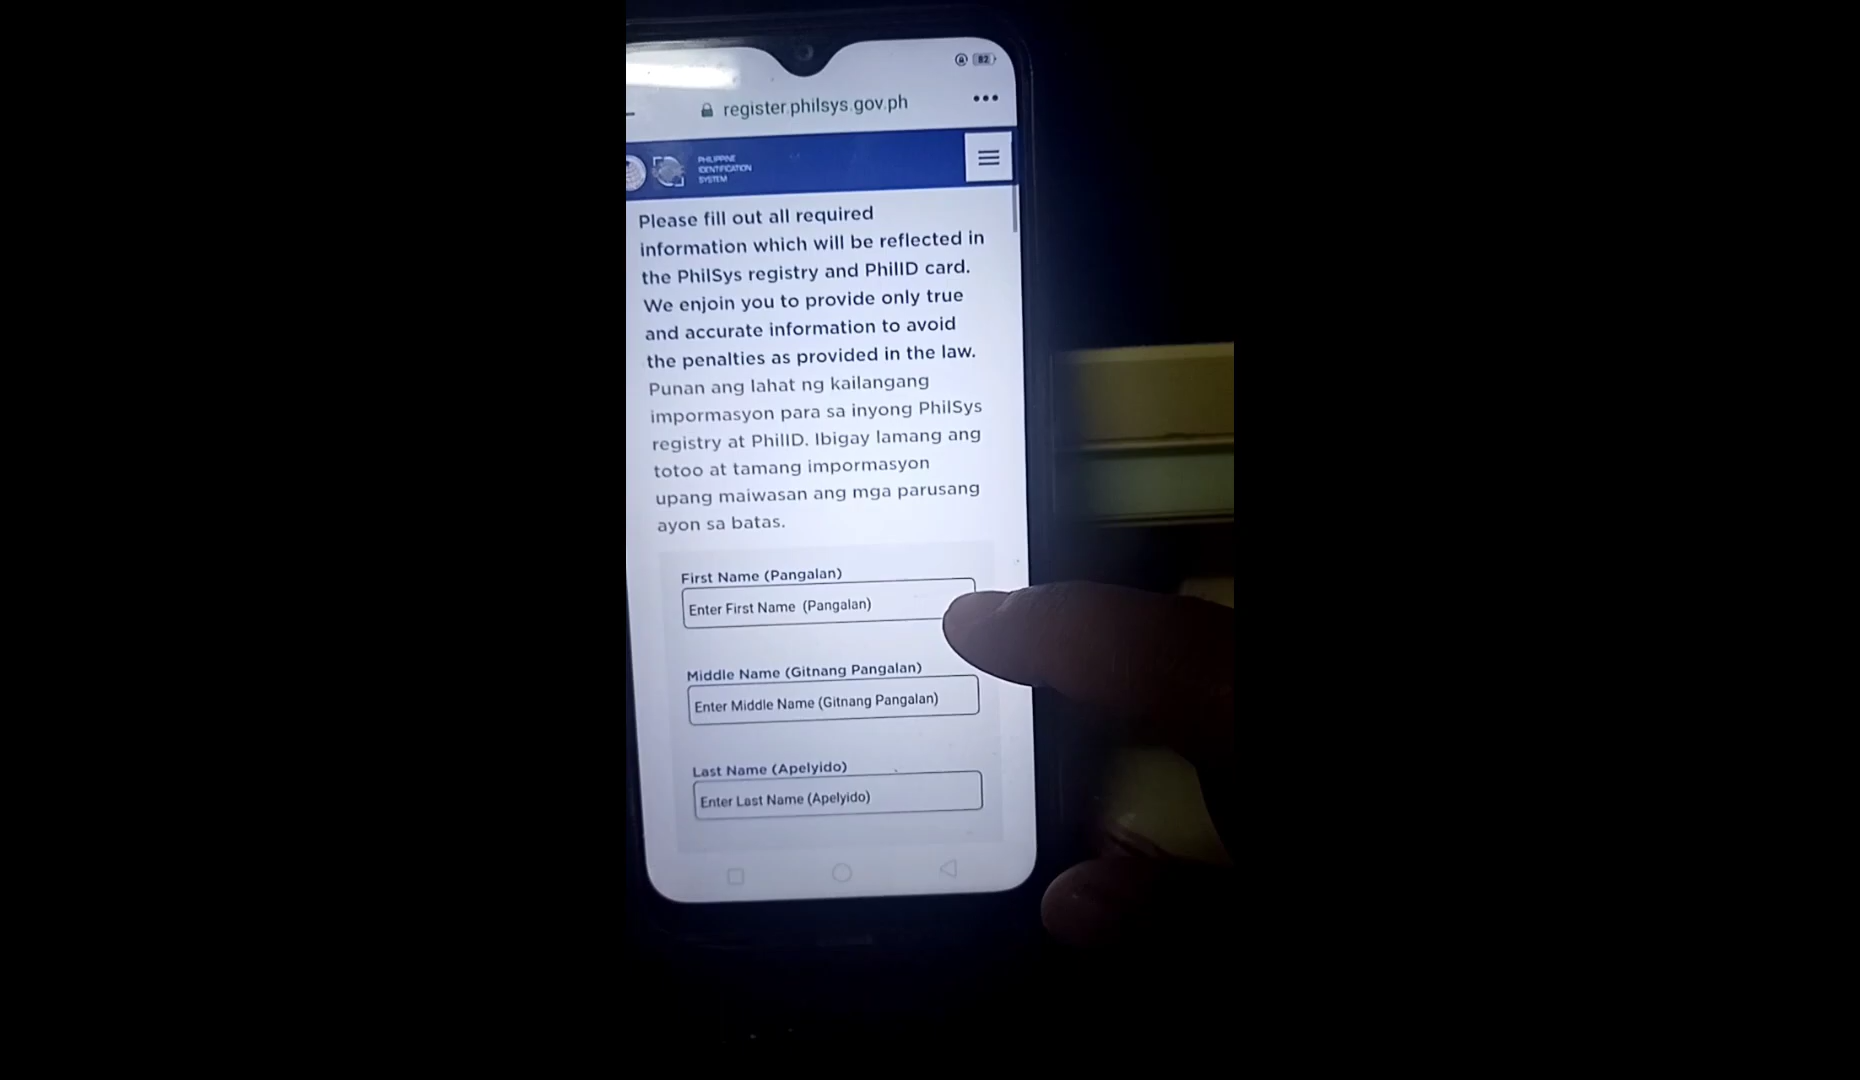 82
register.philsys.gov.ph
PHILIPPINE
IDENTIFICATION
SYSTEM
Please fill out all required
information which will be reflected in
the PhilSys registry and PhilID card.
We enjoin you to provide only true
and accurate information to avoid
the penalties as provided in the law.
Punan ang lahat ng kailangang
impormasyon para sa inyong PhilSys
registry at PhilID. Ibigay lamang ang
totoo at tamang impormasyon
upang maiwasan ang mga parusang
ayon sa batas.
First Name (Pangalan)
Enter First Name (Pangalan)
Middle Name (Gitnang Pangalan)
Enter Middle Name (Gitnang Pangalan)
Last Name (Apelyido)
Enter Last Name (Apelyido)